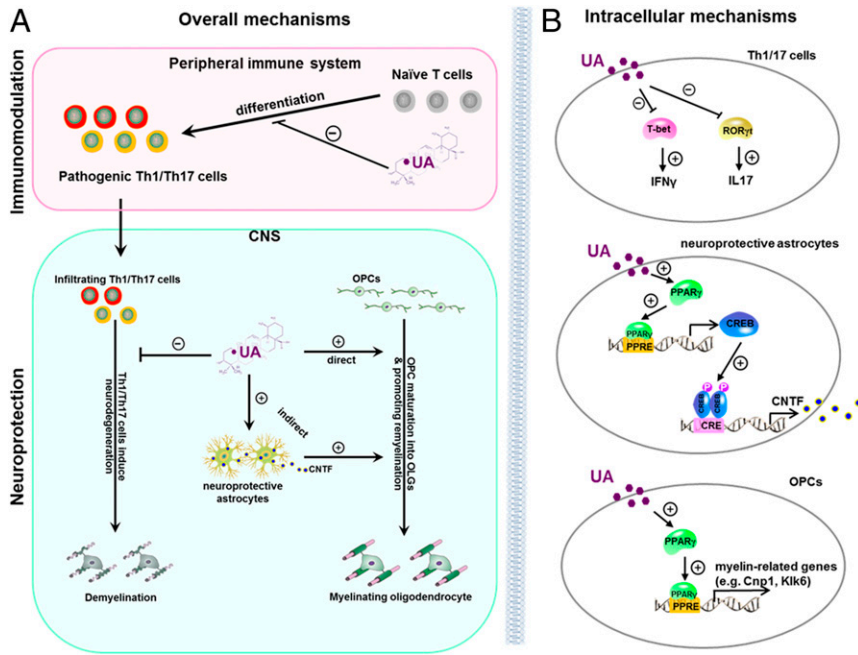 A
Overall mechanisms
Immunomodulation
Peripheral immune system
Naïve T cells
differentiation
−
UA
Pathogenic Th1/Th17 cells
Neuroprotection
CNS
Infiltrating Th1/Th17 cells
OPCs
Th1/Th17 cells induce
neurodegeneration
−
UA
+
direct
+
indirect
+
CNTF
neuroprotective
astrocytes
OPC maturation into OLGs
& promoting remyelination
Demyelination
Myelinating oligodendrocyte
B
Intracellular mechanisms
Th1/17 cells
UA
−
−
T-bet
RORγt
+
+
IFNγ
IL17
neuroprotective astrocytes
UA
+
PPARγ
+
PPARγ
PPRE
CREB
+
P
P
CREB
CREB
CRE
CNTF
OPCs
UA
+
PPARγ
+
PPARγ
PPRE
myelin-related genes
(e.g. Cnp1, Klk6)